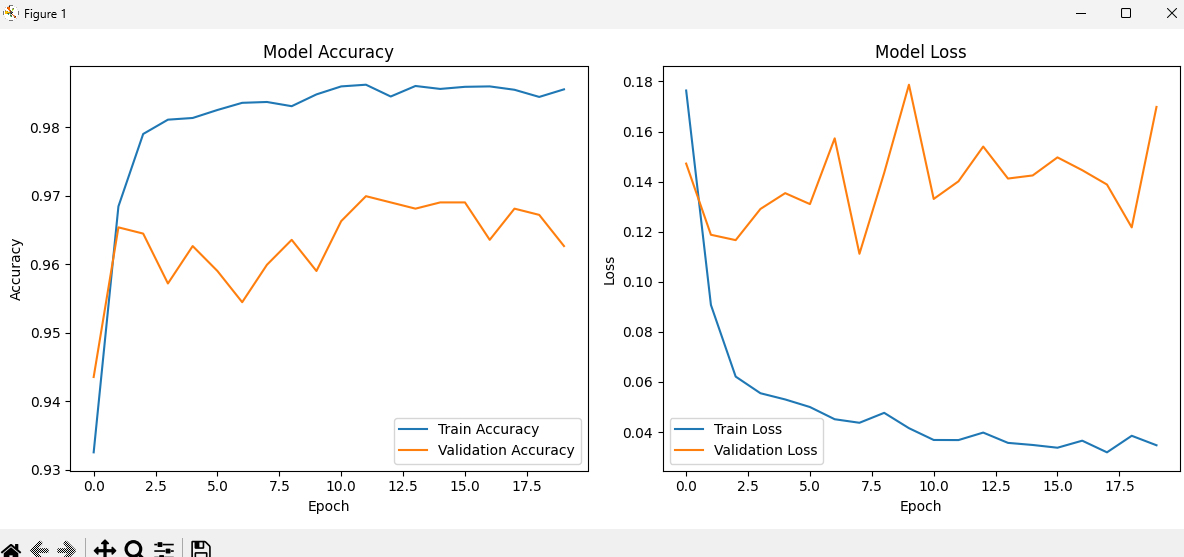 Figure 1
Model Accuracy
0.98
0.97
0.96
0.95
0.94
0.93
Accuracy
Train Accuracy
Validation Accuracy
0.0 2.5 5.0 7.5 10.0 12.5 15.0 17.5
Epoch
Model Loss
0.18
0.16
0.14
0.12
0.10
0.08
0.06
0.04
Loss
Train Loss
Validation Loss
0.0 2.5 5.0 7.5 10.0 12.5 15.0 17.5
Epoch